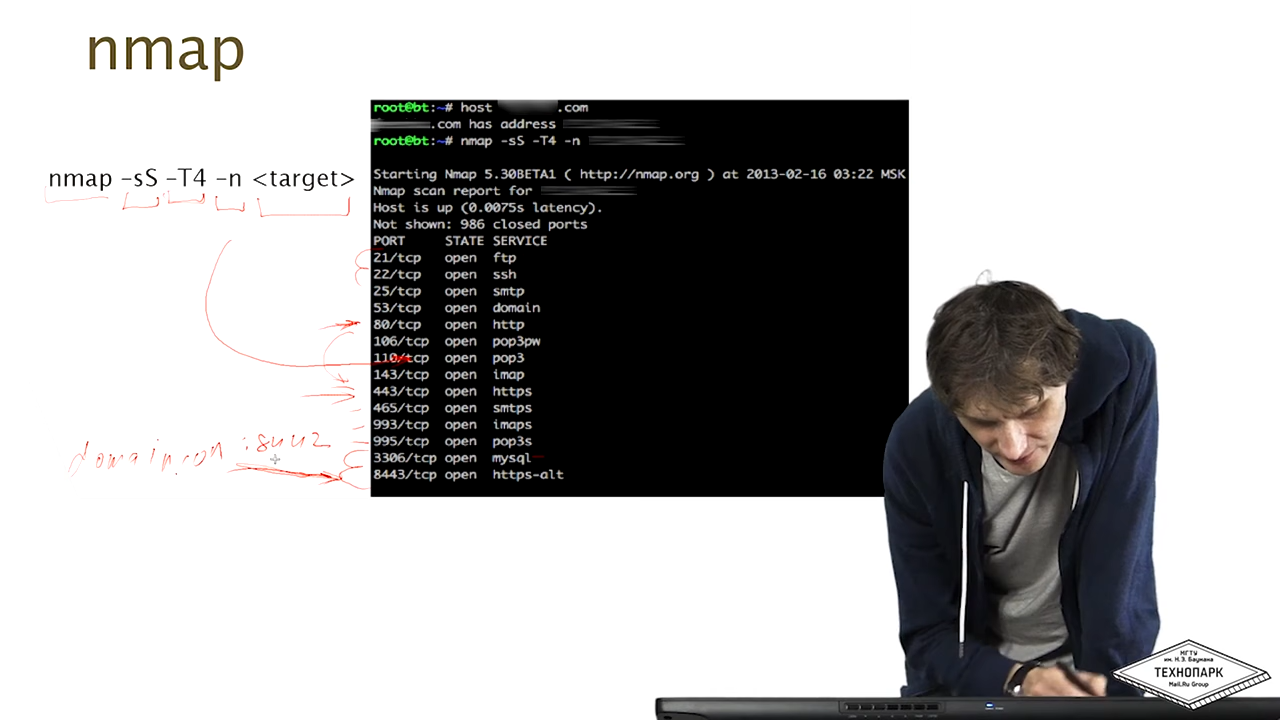 nmap
nmap -sS -T4 -n <target>
root@bt:~# host .com
.com has address
root@bt:~# nmap -sS -T4 -n
Starting Nmap 5.30BETA1 ( http://nmap.org ) at 2013-02-16 03:22 MSK
Nmap scan report for
Host is up (0.0075s latency).
Not shown: 986 closed ports
PORT STATE SERVICE
21/tcp open ftp
22/tcp open ssh
25/tcp open smtp
53/tcp open domain
80/tcp open http
106/tcp open pop3pw
110/tcp open pop3
143/tcp open imap
443/tcp open https
465/tcp open smtps
993/tcp open imaps
995/tcp open pop3s
3306/tcp open mysql
8443/tcp open https-alt
МГТУ
им. Н.Э. Баумана
ТЕХНОПАРК
Mail.Ru Group